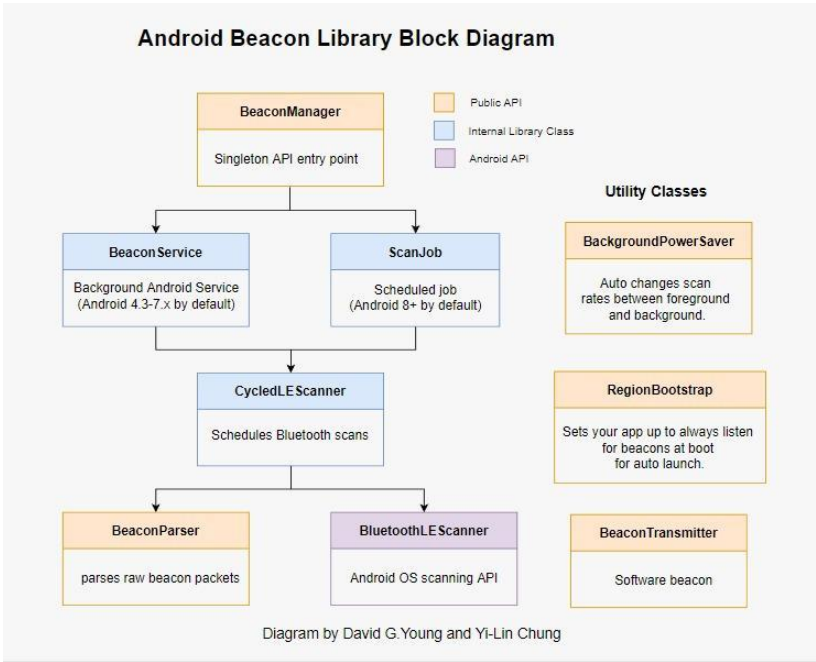 Android Beacon Library Block Diagram
BeaconManager
Singleton API entry point
Public API
Internal Library Class
Android API
BeaconService
Background Android Service
(Android 4.3-7.x by default)
ScanJob
Scheduled job
(Android 8+ by default)
CycledLEScanner
Schedules Bluetooth scans
BeaconParser
parses raw beacon packets
BluetoothLEScanner
Android OS scanning API
Utility Classes
BackgroundPowerSaver
Auto changes scan
rates between foreground
and background.
RegionBootstrap
Sets your app up to always listen
for beacons at boot
for auto launch.
BeaconTransmitter
Software beacon
Diagram by David G.Young and Yi-Lin Chung